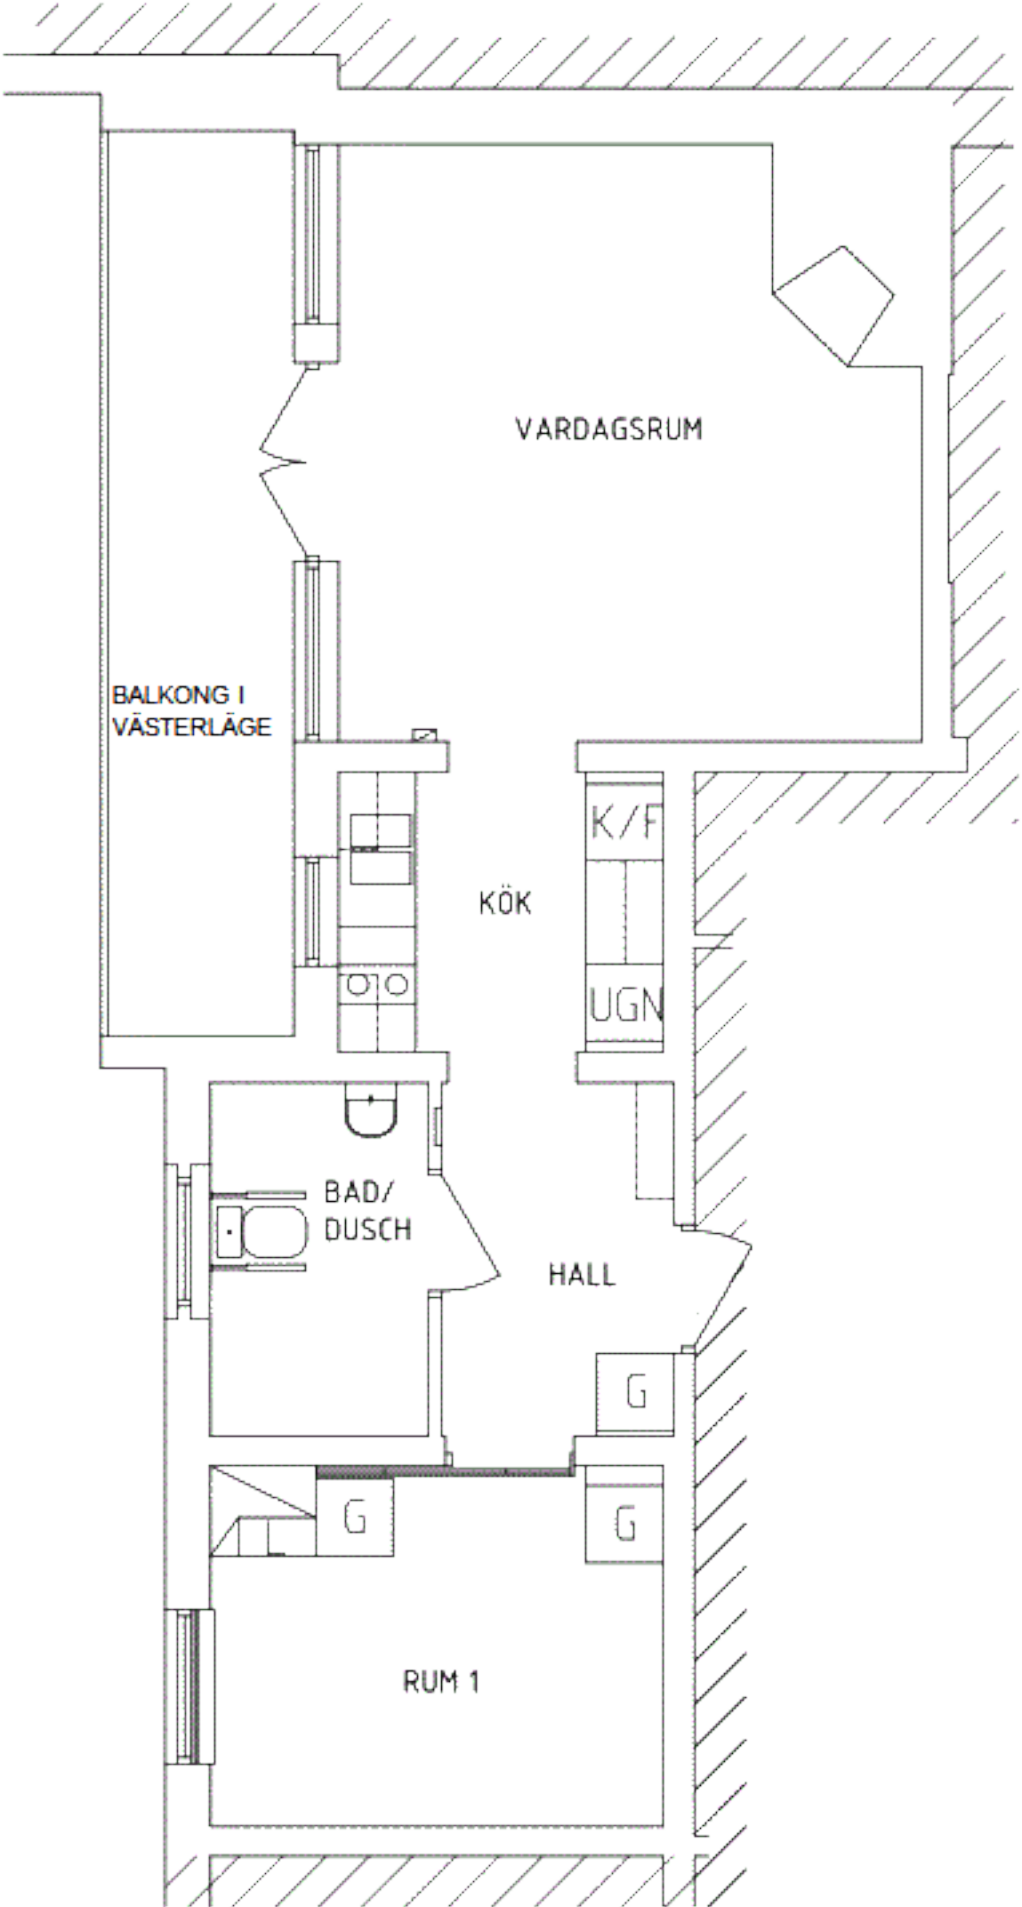 VARDAGSRUM
BALKONG I
VÄSTERLÄGE
K/F
KÖK
UGN
BAD/
DUSCH
HALL
G
G
G
RUM 1